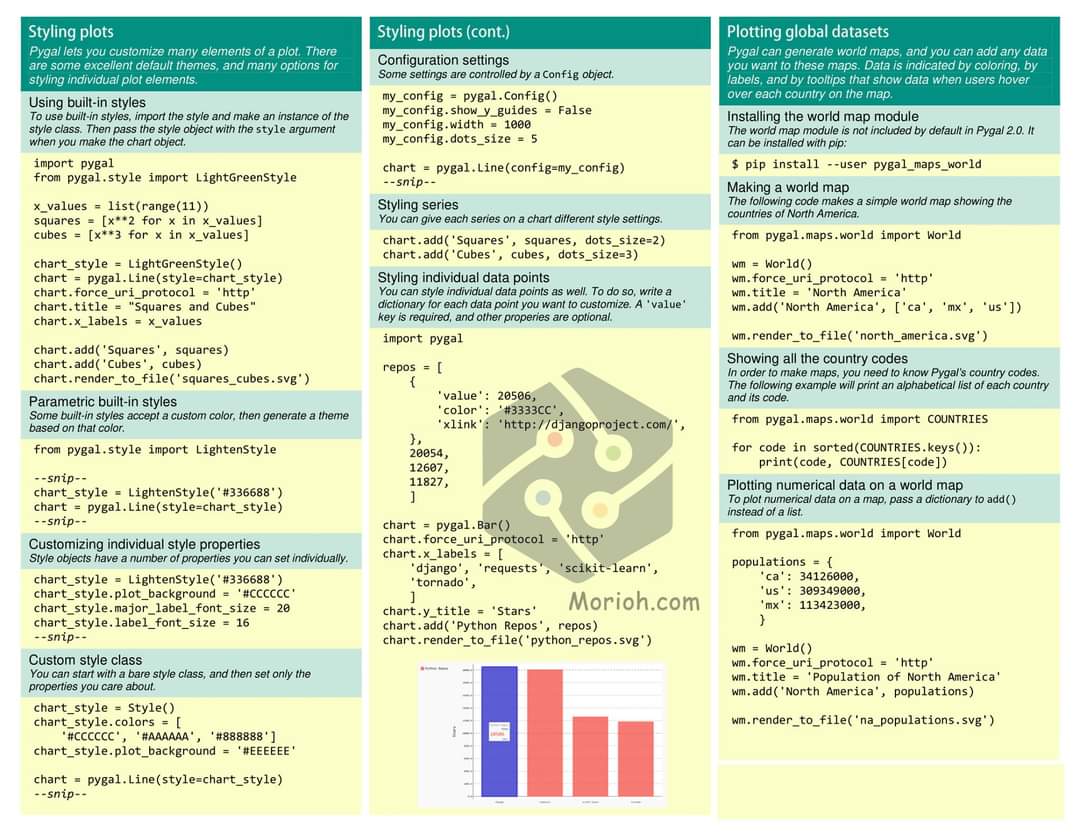 Styling plots
Pygal lets you customize many elements of a plot. There
are some excellent default themes, and many options for
styling individual plot elements.
Using built-in styles
To use built-in styles, import the style and make an instance of the
style class. Then pass the style object with the style argument
when you make the chart object.
import pygal
from pygal.style import LightGreenStyle
x_values = list(range(11))
squares = [x**2 for x in x_values]
cubes = [x**3 for x in x_values]
chart_style = LightGreenStyle()
chart = pygal.Line(style=chart_style)
chart.force_uri_protocol = 'http'
chart.title = "Squares and Cubes"
chart.x_labels = x_values
chart.add('Squares', squares)
chart.add('Cubes', cubes)
chart.render_to_file('squares_cubes.svg')
Parametric built-in styles
Some built-in styles accept a custom color, then generate a theme
based on that color.
from pygal.style import LightenStyle
--snip--
chart_style = LightenStyle('#336688')
chart = pygal.Line(style=chart_style)
--snip--
Customizing individual style properties
Style objects have a number of properties you can set individually.
chart_style = LightenStyle('#336688')
chart_style.plot_background = '#CCCCCC'
chart_style.major_label_font_size = 20
chart_style.label_font_size = 16
--snip--
Custom style class
You can start with a bare style class, and then set only the
properties you care about.
chart_style = Style()
chart_style.colors = [
'#CCCCCC', '#AAAAAA', '#888888']
chart_style.plot_background = '#EEEEEE'
chart = pygal.Line(style=chart_style)
--snip--
Styling plots (cont.)
Configuration settings
Some settings are controlled by a Config object.
my_config = pygal.Config()
my_config.show_y_guides = False
my_config.width = 1000
my_config.dots_size = 5
chart = pygal.Line(config=my_config)
--snip--
Styling series
You can give each series on a chart different style settings.
chart.add('Squares', squares, dots_size=2)
chart.add('Cubes', cubes, dots_size=3)
Styling individual data points
You can style individual data points as well. To do so, write a
dictionary for each data point you want to customize. A 'value'
key is required, and other properies are optional.
import pygal
repos = [
{
'value': 20506,
'color': '#3333CC',
'xlink': 'http://djangoproject.com/',
},
20054,
12607,
11827,
]
chart = pygal.Bar()
chart.force_uri_protocol = 'http'
chart.x_labels = [
'django', 'requests', 'scikit-learn',
'tornado',
]
chart.y_title = 'Stars'
chart.add('Python Repos', repos)
chart.render_to_file('python_repos.svg')
Morioh.com
Python Repos
Stars
Plotting global datasets
Pygal can generate world maps, and you can add any data
you want to these maps. Data is indicated by coloring, by
labels, and by tooltips that show data when users hover
over each country on the map.
Installing the world map module
The world map module is not included by default in Pygal 2.0. It
can be installed with pip:
$ pip install --user pygal_maps_world
Making a world map
The following code makes a simple world map showing the
countries of North America.
from pygal.maps.world import World
wm = World()
wm.force_uri_protocol = 'http'
wm.title = 'North America'
wm.add('North America', ['ca', 'mx', 'us'])
wm.render_to_file('north_america.svg')
Showing all the country codes
In order to make maps, you need to know Pygal's country codes.
The following example will print an alphabetical list of each country
and its code.
from pygal.maps.world import COUNTRIES
for code in sorted(COUNTRIES.keys()):
print(code, COUNTRIES[code])
Plotting numerical data on a world map
To plot numerical data on a map, pass a dictionary to add()
instead of a list.
from pygal.maps.world import World
populations = {
'ca': 34126000,
'us': 309349000,
'mx': 113423000,
}
wm = World()
wm.force_uri_protocol = 'http'
wm.title = 'Population of North America'
wm.add('North America', populations)
wm.render_to_file('na_populations.svg')